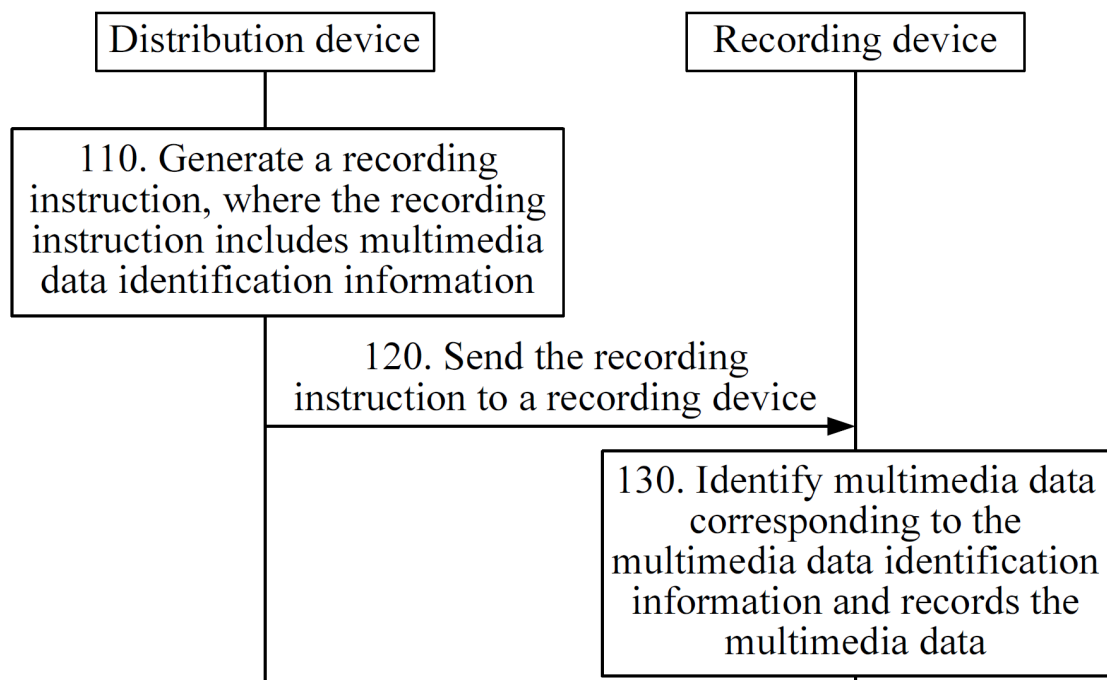 Distribution device
Recording device
110. Generate a recording
instruction, where the recording
instruction includes multimedia
data identification information
120. Send the recording
instruction to a recording device
130. Identify multimedia data
corresponding to the
multimedia data identification
information and records the
multimedia data